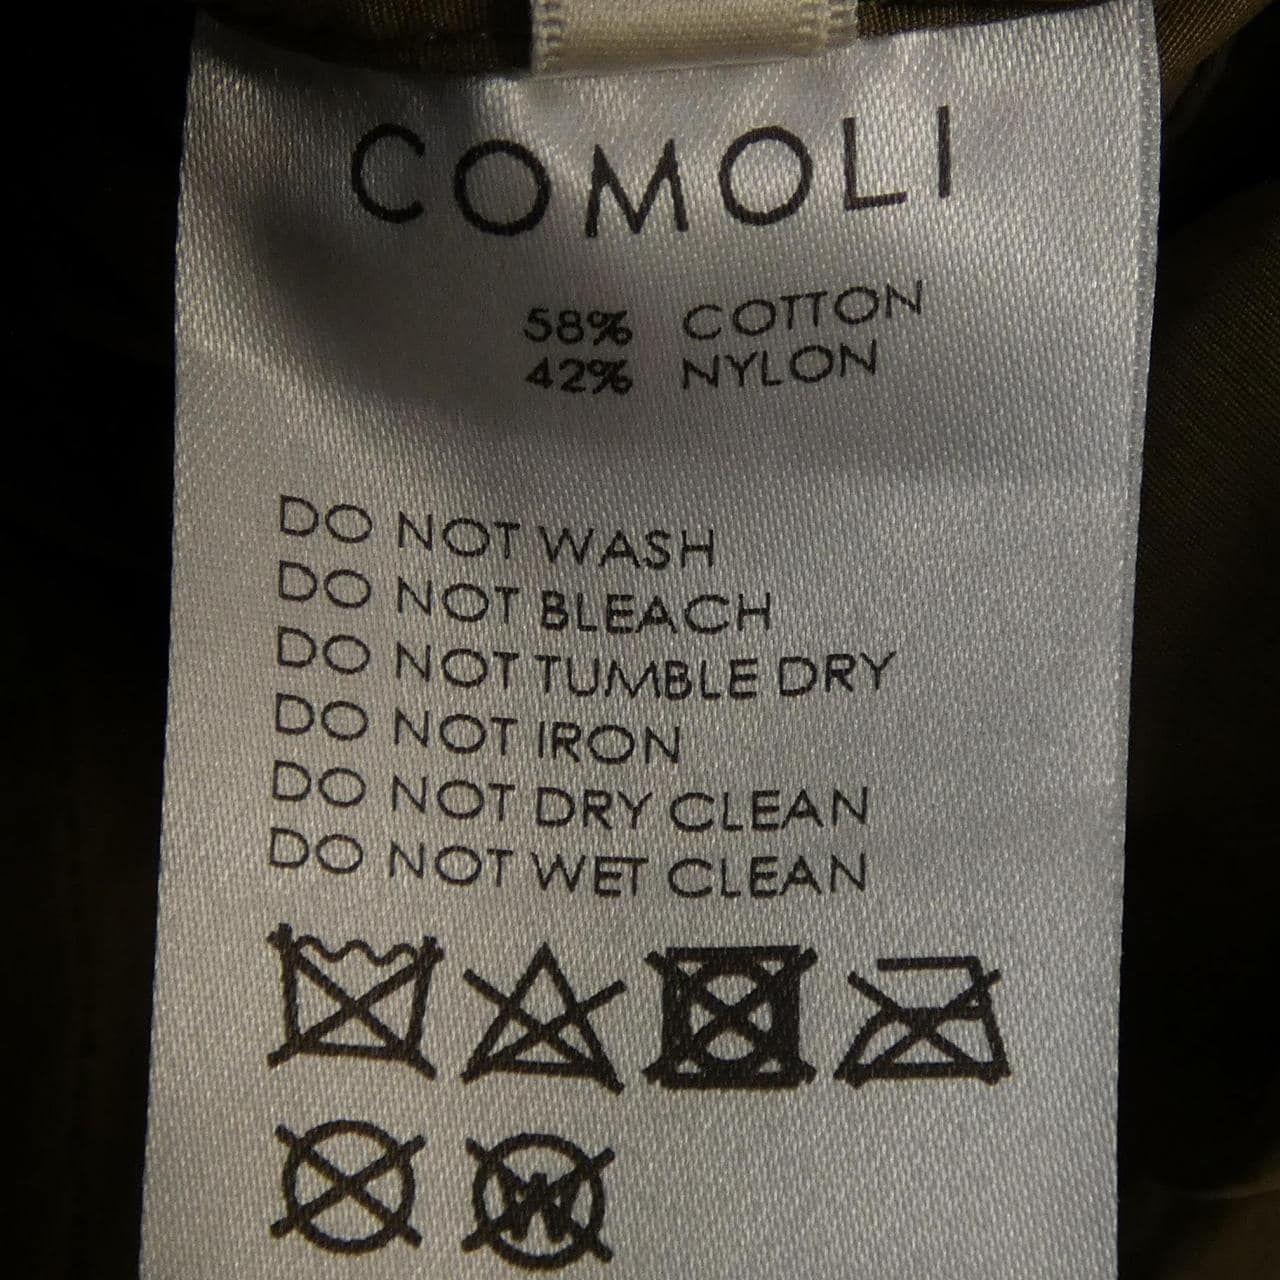 COMOLI
58% COTTON
42% NYLON
DO NOT WASH
DO NOT BLEACH
DO NOT TUMBLE DRY
DO NOT IRON
DO NOT DRY CLEAN
DO NOT WET CLEAN
W